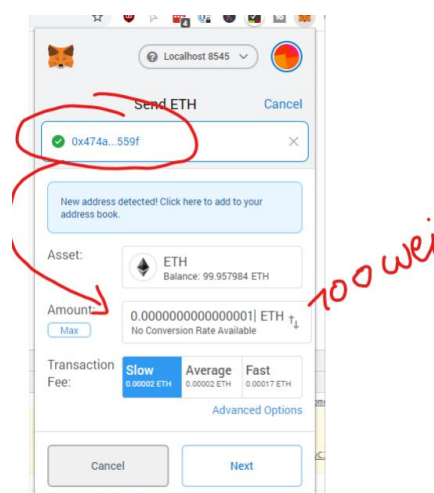 4
Localhost 8545
Send ETH
Cancel
0x474a...559f
New address detected! Click here to add to your
address book.
Asset:
ETH
Balance: 99.957984 ETH
100 wei
Amount:
0.0000000000000001 ETH
Max
No Conversion Rate Available
Transaction
Fee:
Slow
0.00002 ETH
Average
0.00002 ETH
Fast
0.00017 ETH
Advanced Options
Cancel
Next